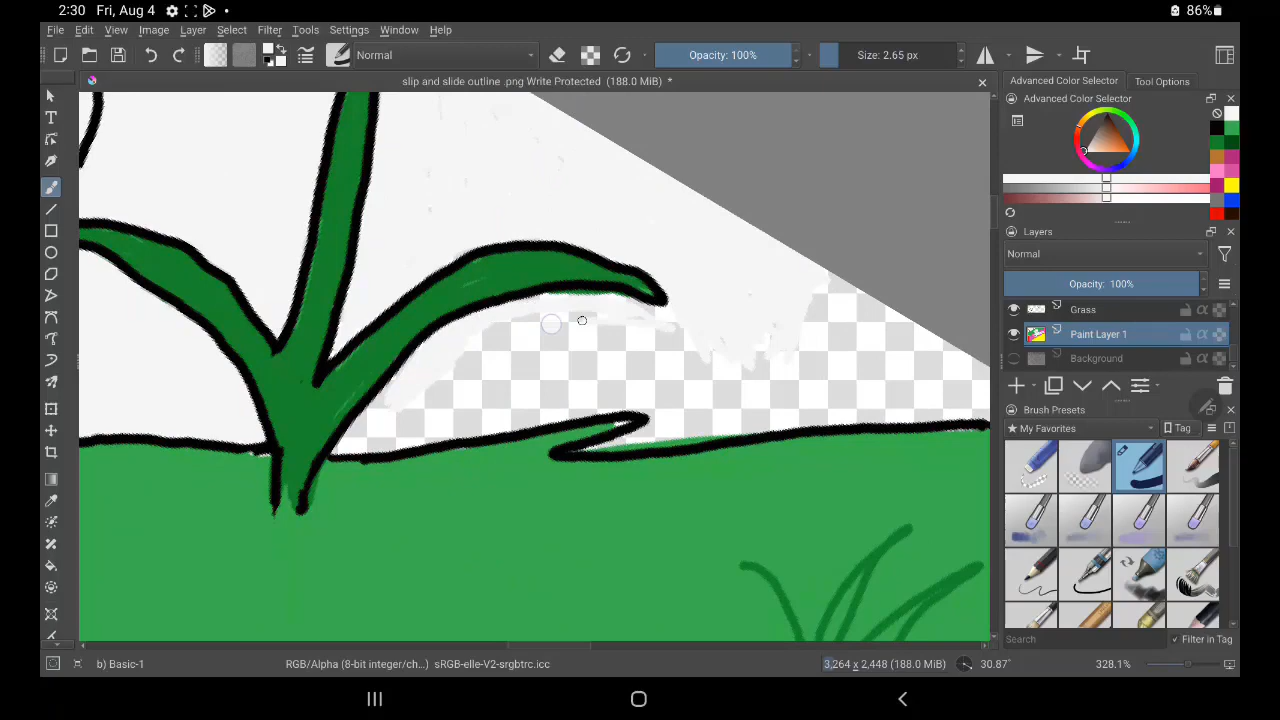 2:30 Fri, Aug 4 86%
File Edit View Image Layer Select Filter Tools Settings Window Help
Normal Opacity: 100% Size: 2.65 px
slip and slide outline .png Write Protected (188.0 MiB) *
Advanced Color Selector Tool Options
Advanced Color Selector
Layers
Normal
Opacity: 100%
Grass
Paint Layer 1
Background
Brush Presets
My Favorites Tag
Search Filter in Tag
b) Basic-1 RGB/Alpha (8-bit integer/ch...) sRGB-elle-V2-srgbtrc.icc 3,264 x 2,448 (188.0 MiB) 30.87° 328.1%